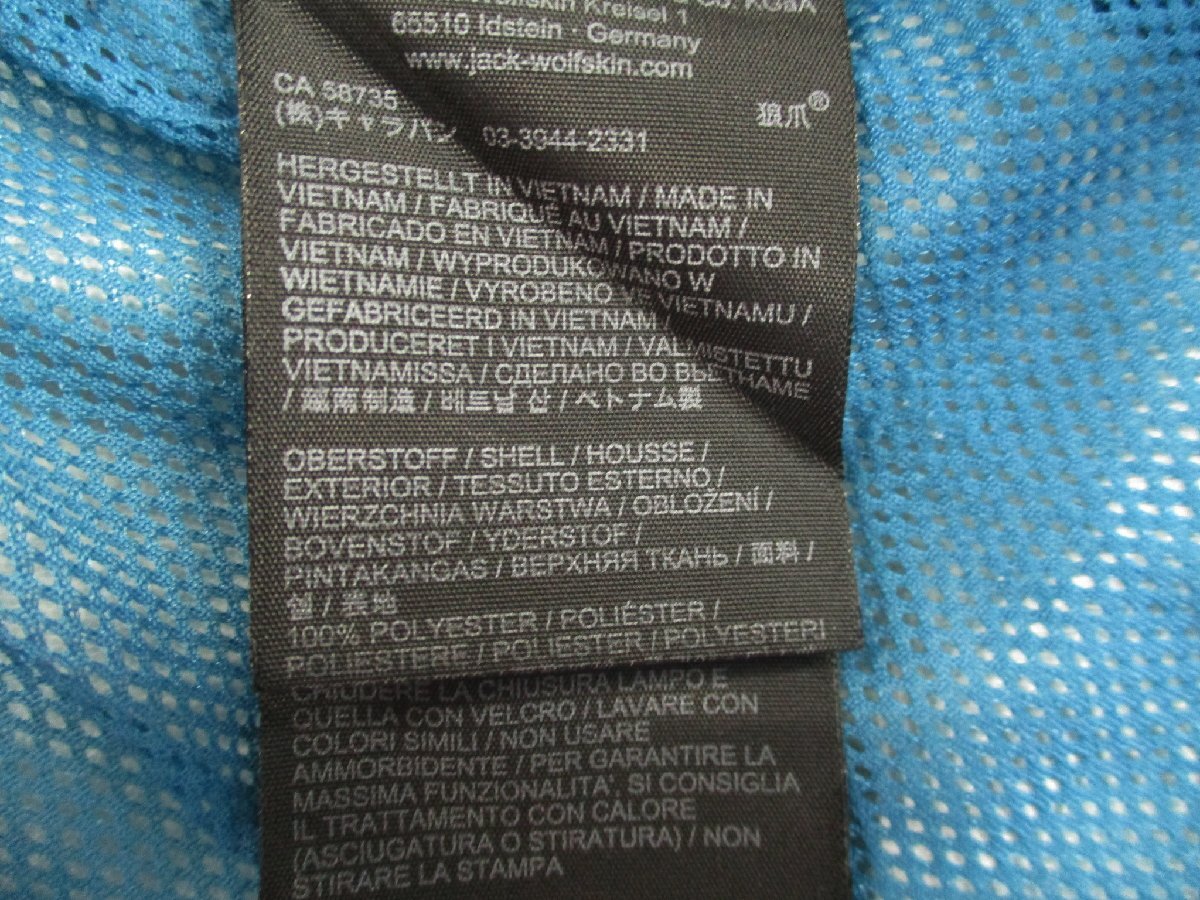 Co. KGaA
Wolfskin Kreisel 1
65510 Idstein - Germany
www.jack-wolfskin.com
CA 58735
狼爪®
(株)キャラバン 03-3944-2331
HERGESTELLT IN VIETNAM / MADE IN
VIETNAM / FABRIQUÉ AU VIETNAM /
FABRICADO EN VIETNAM / PRODOTTO IN
VIETNAM / WYPRODUKOWANO W
WIETNAMIE / VYROBENO VE VIETNAMU /
GEFABRICEERD IN VIETNAM /
PRODUCERET I VIETNAM / VALMISTETTU
VIETNAMISSA / СДЕЛАНО ВО ВЬЕТНАМЕ
/ 越南制造 / 베트남 산 / ベトナム製
OBERSTOFF / SHELL / HOUSSE /
EXTERIOR / TESSUTO ESTERNO /
WIERZCHNIA WARSTWA / OBLOŽENÍ /
BOVENSTOF / YDERSTOF /
PINTAKANGAS / ВЕРХНЯЯ ТКАНЬ / 面料 /
쉘 / 表地
100% POLYESTER / POLIÉSTER /
POLIESTERE / POLIESTER / POLYESTERI
CHIUDERE LA CHIUSURA LAMPO E
QUELLA CON VELCRO / LAVARE CON
COLORI SIMILI / NON USARE
AMMORBIDENTE / PER GARANTIRE LA
MASSIMA FUNZIONALITA', SI CONSIGLIA
IL TRATTAMENTO CON CALORE
(ASCIUGATURA O STIRATURA) / NON
STIRARE LA STAMPA